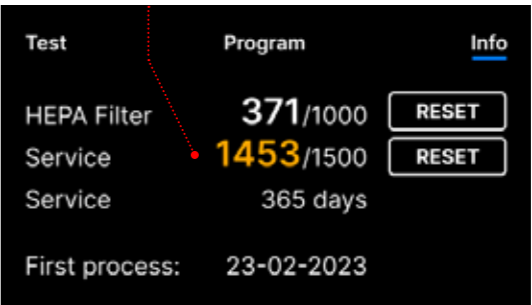 Test Program Info
HEPA Filter 371/1000 RESET
Service 1453/1500 RESET
Service 365 days
First process: 23-02-2023